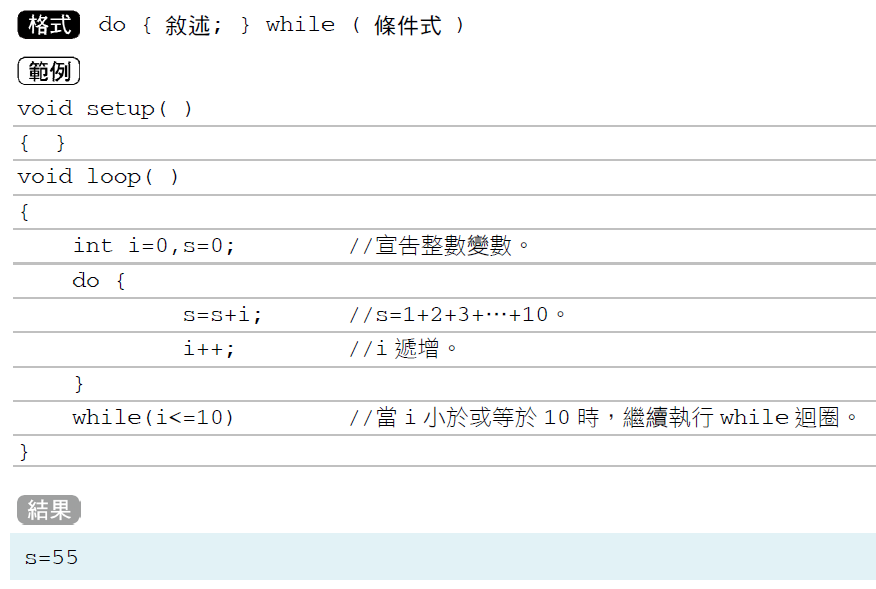 格式 do { 敘述; } while ( 條件式 )
範例
void setup( )
{ }
void loop( )
{
int i=0,s=0; //宣告整數變數。
do {
s=s+i; //s=1+2+3+…+10。
i++; //i 遞增。
}
while(i<=10) //當 i 小於或等於 10 時，繼續執行 while 迴圈。
}
結果
s=55